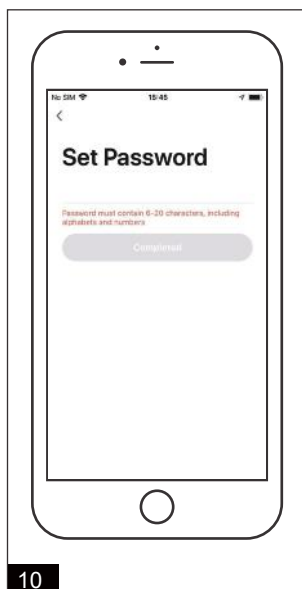 No SIM 15:45
Set Password
Password must contain 6-20 characters, including
alphabets and numbers
Completed
10